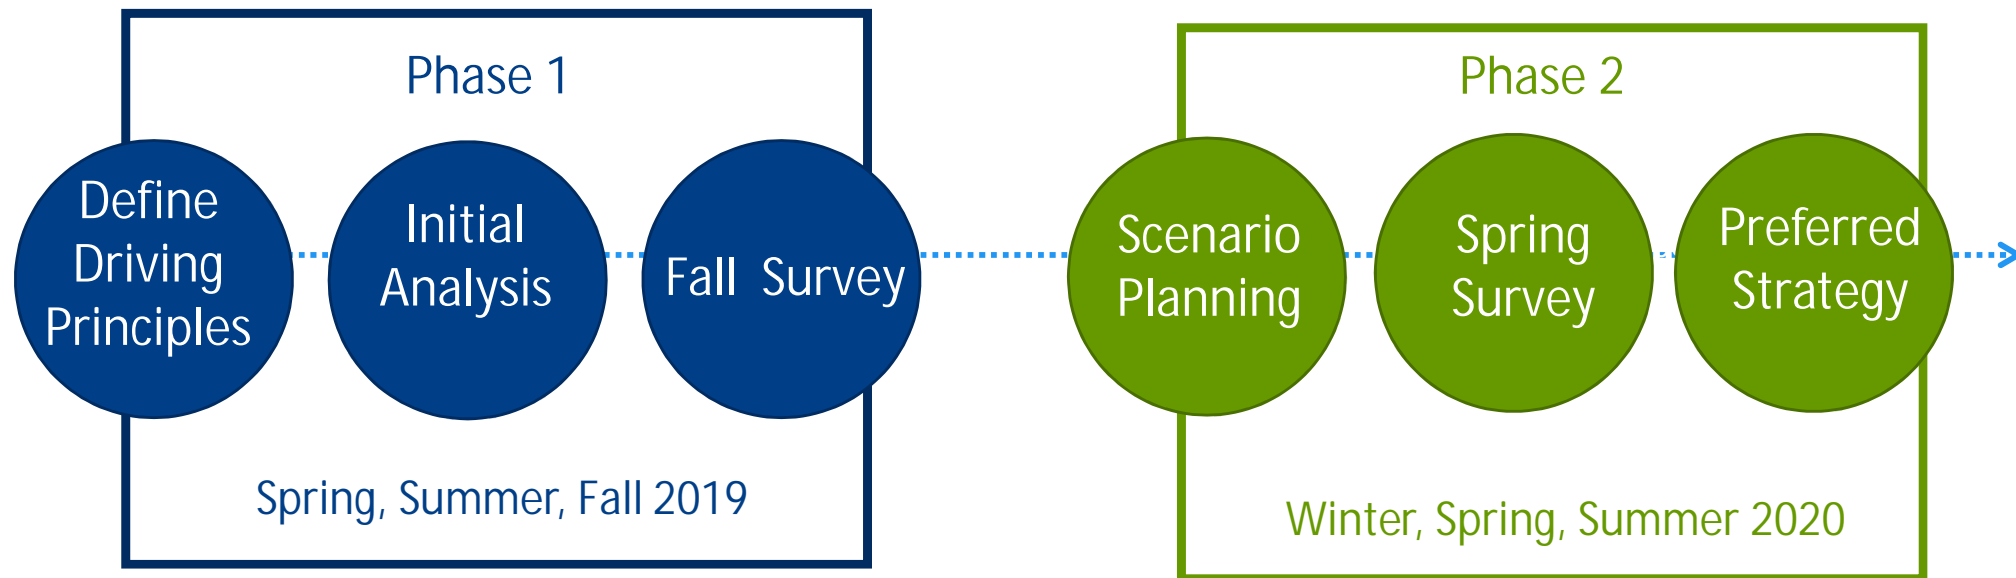 Phase 1
Define
Driving
Principles
Initial
Analysis
Fall Survey
Spring, Summer, Fall 2019
Phase 2
Scenario
Planning
Spring
Survey
Preferred
Strategy
Winter, Spring, Summer 2020